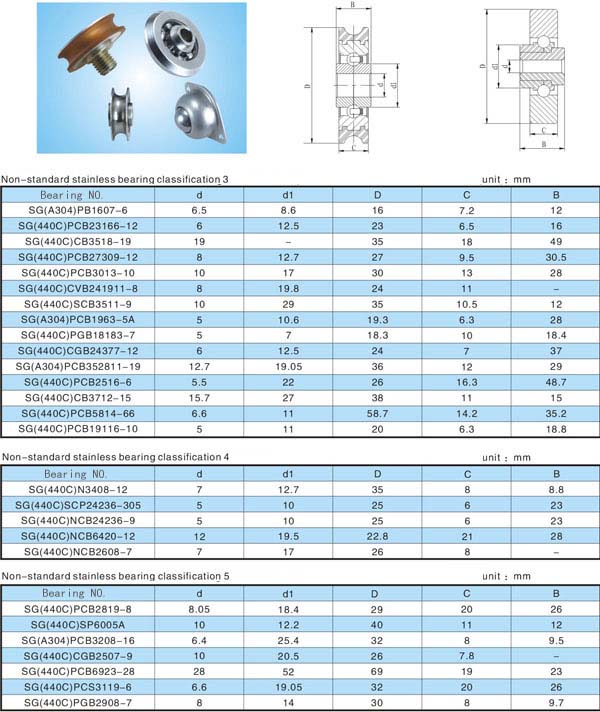 B
D
d
d1
C
D
d1
d
C
B
Non-standard stainless bearing classification 3 unit : mm
Bearing NO. d d1 D C B
SG(A304)PB1607-6 6.5 8.6 16 7.2 12
SG(440C)PCB23166-12 6 12.5 23 6.5 16
SG(440C)CB3518-19 19 - 35 18 49
SG(440C)PCB27309-12 8 12.7 27 9.5 30.5
SG(440C)PCB3013-10 10 17 30 13 28
SG(440C)CVB241911-8 8 19.8 24 11 -
SG(440C)SCB3511-9 10 29 35 10.5 12
SG(A304)PCB1963-5A 5 10.6 19.3 6.3 28
SG(440C)PGB18183-7 5 7 18.3 10 18.4
SG(440C)CGB24377-12 6 12.5 24 7 37
SG(A304)PCB352811-19 12.7 19.05 36 12 29
SG(440C)PCB2516-6 5.5 22 26 16.3 48.7
SG(440C)CB3712-15 15.7 27 38 11 15
SG(440C)PCB5814-66 6.6 11 58.7 14.2 35.2
SG(440C)PCB19116-10 5 11 20 6.3 18.8
Non-standard stainless bearing classification 4 unit : mm
Bearing NO. d d1 D C B
SG(440C)N3408-12 7 12.7 35 8 8.8
SG(440C)SCP24236-305 5 10 25 6 23
SG(440C)NCB24236-9 5 10 25 6 23
SG(440C)NCB6420-12 12 19.5 22.8 21 28
SG(440C)NCB2608-7 7 17 26 8 -
Non-standard stainless bearing classification 5 unit : mm
Bearing NO. d d1 D C B
SG(440C)PCB2819-8 8.05 18.4 29 20 26
SG(440C)SP6005A 10 12.2 40 11 12
SG(A304)PCB3208-16 6.4 25.4 32 8 9.5
SG(440C)CGB2507-9 10 20.5 26 7.8 -
SG(440C)PCB6923-28 28 52 69 19 23
SG(440C)PCS3119-6 6.6 19.05 32 20 26
SG(440C)PGB2908-7 8 14 30 8 9.7